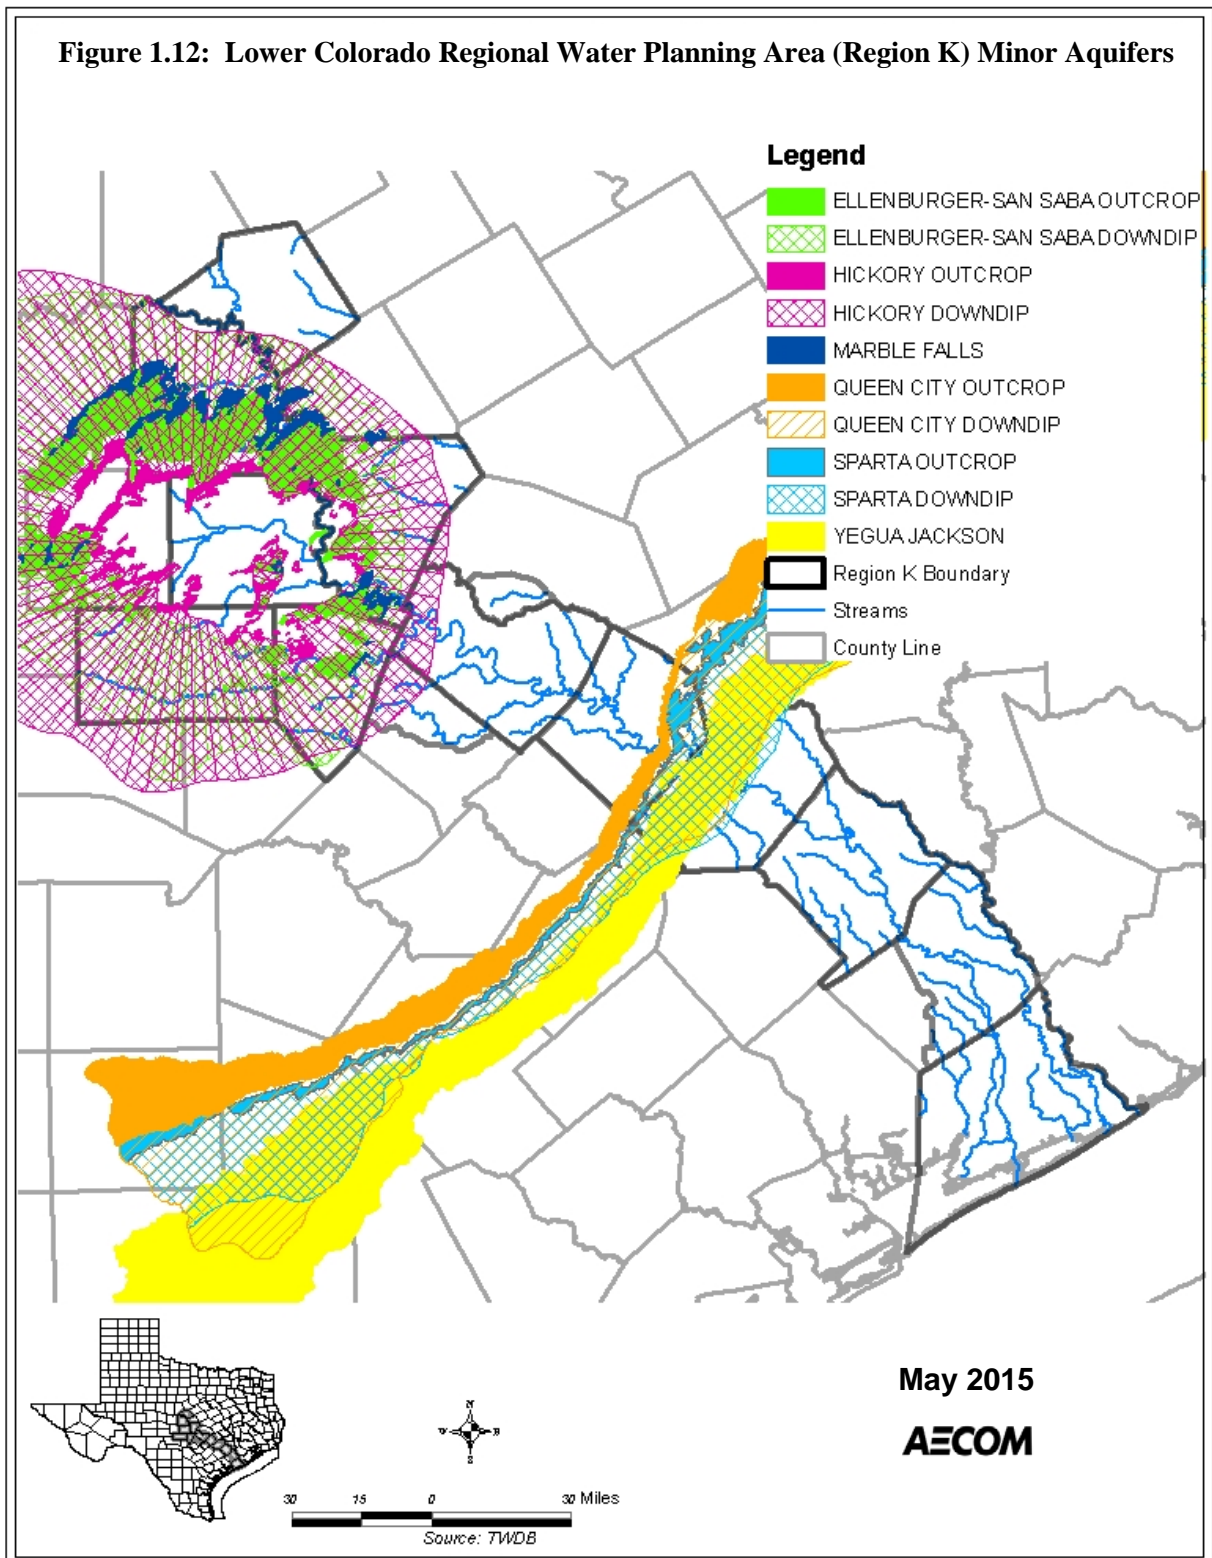 Figure 1.12: Lower Colorado Regional Water Planning Area (Region K) Minor Aquifers
Legend
ELLENBURGER-SAN SABA OUTCROP
ELLENBURGER-SAN SABA DOWNDIP
HICKORY OUTCROP
HICKORY DOWNDIP
MARBLE FALLS
QUEEN CITY OUTCROP
QUEEN CITY DOWNDIP
SPARTA OUTCROP
SPARTA DOWNDIP
YEGUA JACKSON
Region K Boundary
Streams
County Line
May 2015
AECOM
N
W E
S
30 15 0 30 Miles
Source: TWDB